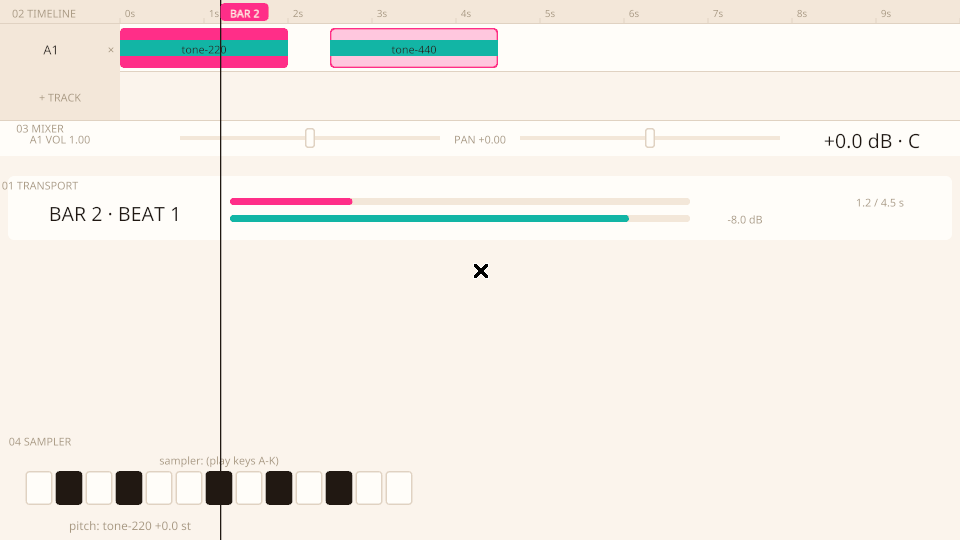 02 TIMELINE 0s 1s BAR 2 2s 3s 4s 5s 6s 7s 8s 9s
A1 × tone-220 tone-440
+ TRACK
03 MIXER
A1 VOL 1.00 PAN +0.00 +0.0 dB · C
01 TRANSPORT
BAR 2 · BEAT 1 1.2 / 4.5 s
-8.0 dB
04 SAMPLER
sampler: (play keys A-K)
pitch: tone-220 +0.0 st